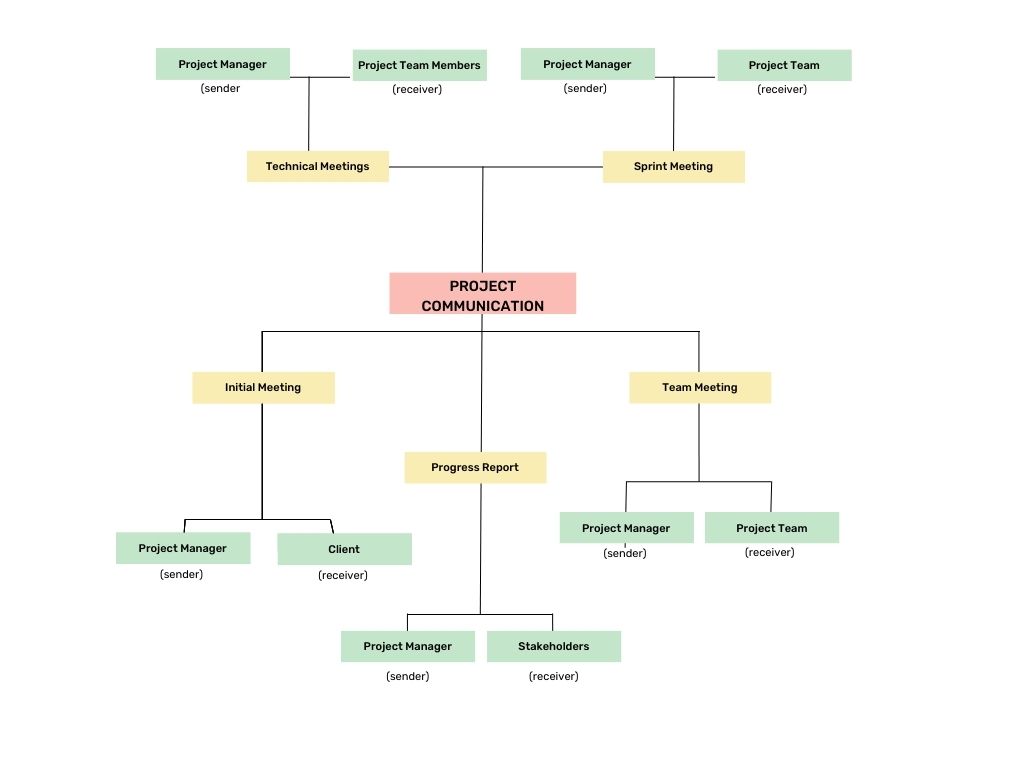 Project Manager
Project Team Members
Project Manager
Project Team
(sender
(receiver)
(sender)
(receiver)
Technical Meetings
Sprint Meeting
PROJECT
COMMUNICATION
Initial Meeting
Team Meeting
Progress Report
Project Manager
Project Team
(sender)
(receiver)
Project Manager
Client
(sender)
(receiver)
Project Manager
Stakeholders
(sender)
(receiver)